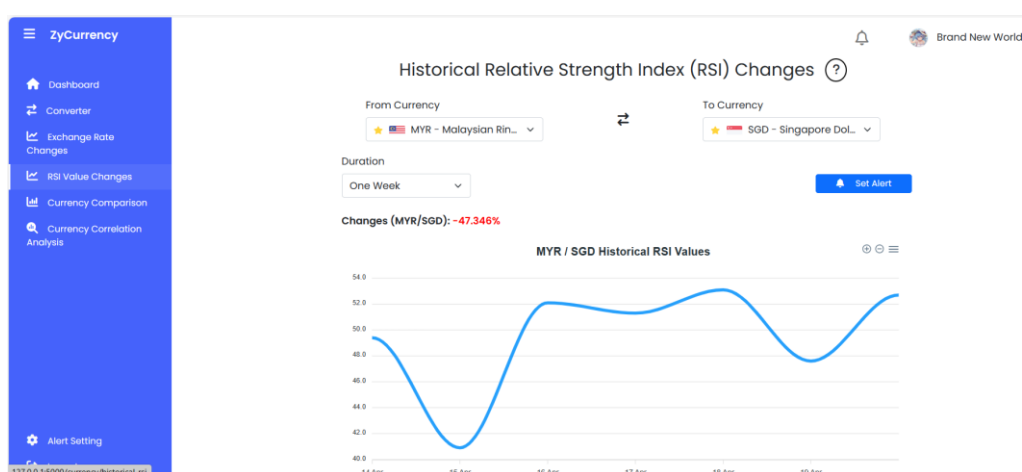 ZyCurrency
Brand New World
Dashboard
Converter
Exchange Rate
Changes
RSI Value Changes
Currency Comparison
Currency Correlation
Analysis
Alert Setting
Historical Relative Strength Index (RSI) Changes ?
From Currency
To Currency
MYR - Malaysian Rin...
SGD - Singapore Dol...
Duration
One Week
Set Alert
Changes (MYR/SGD): -47.346%
MYR / SGD Historical RSI Values
54.0
52.0
50.0
48.0
46.0
44.0
42.0
40.0